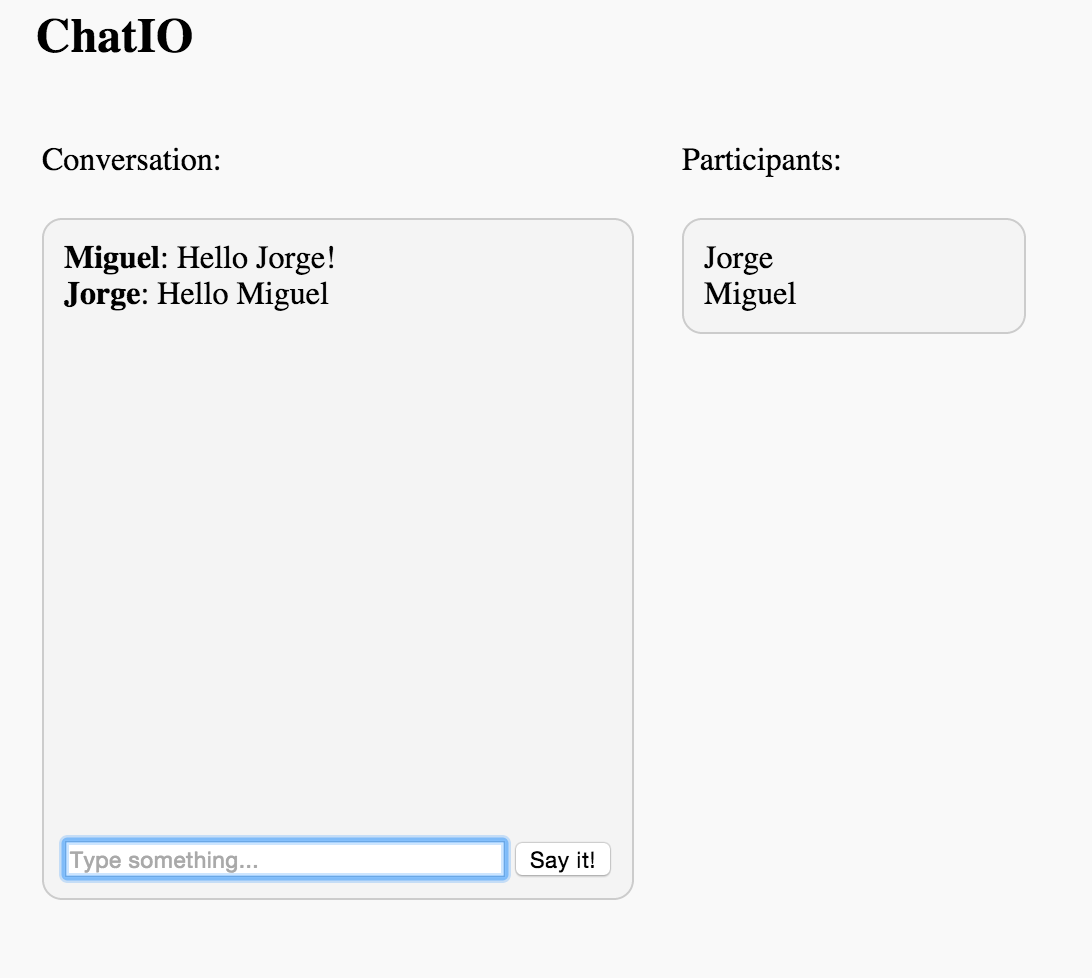 ChatIO
Conversation:
Participants:
Miguel: Hello Jorge!
Jorge: Hello Miguel
Jorge
Miguel
Type something...
Say it!